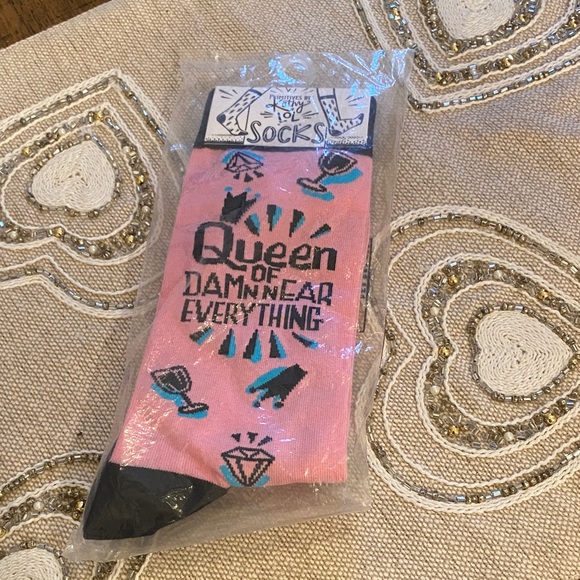 PRIMITIVES BY
Kathy
LOL
SOCKS
Queen
OF
DAMN NEAR
EVERYTHING